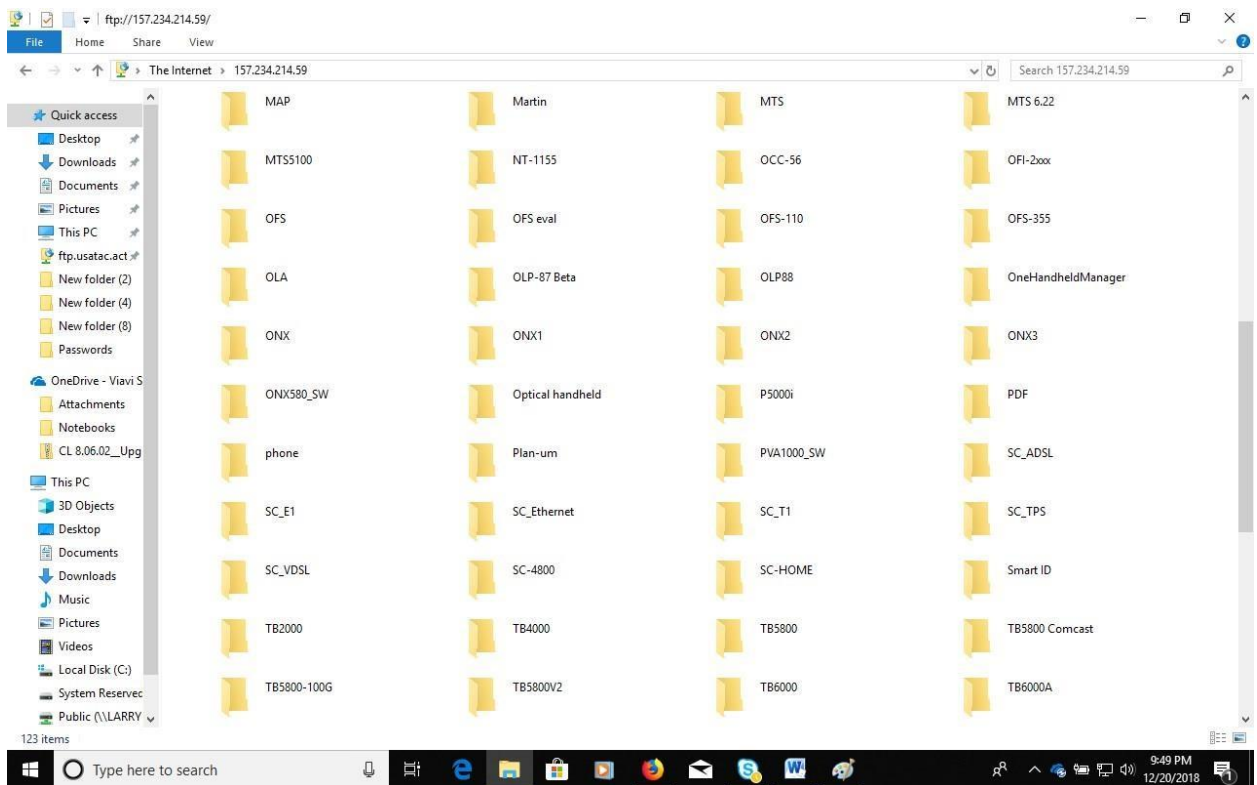 ftp://157.234.214.59/
File Home Share View
The Internet > 157.234.214.59
Search 157.234.214.59
Quick access
Desktop
Downloads
Documents
Pictures
This PC
ftp.usatac.act
New folder (2)
New folder (4)
New folder (8)
Passwords
OneDrive - Viavi S
Attachments
Notebooks
CL 8.06.02__Upg
This PC
3D Objects
Desktop
Documents
Downloads
Music
Pictures
Videos
Local Disk (C:)
System Reserved
Public (\\LARRY
MAP Martin MTS MTS 6.22
MTS5100 NT-1155 OCC-56 OFI-2xxx
OFS OFS eval OFS-110 OFS-355
OLA OLP-87 Beta OLP88 OneHandheldManager
ONX ONX1 ONX2 ONX3
ONX580_SW Optical handheld P5000i PDF
phone Plan-um PVA1000_SW SC_ADSL
SC_E1 SC_Ethernet SC_T1 SC_TPS
SC_VDSL SC-4800 SC-HOME Smart ID
TB2000 TB4000 TB5800 TB5800 Comcast
TB5800-100G TB5800V2 TB6000 TB6000A
123 items
Type here to search
9:49 PM
12/20/2018